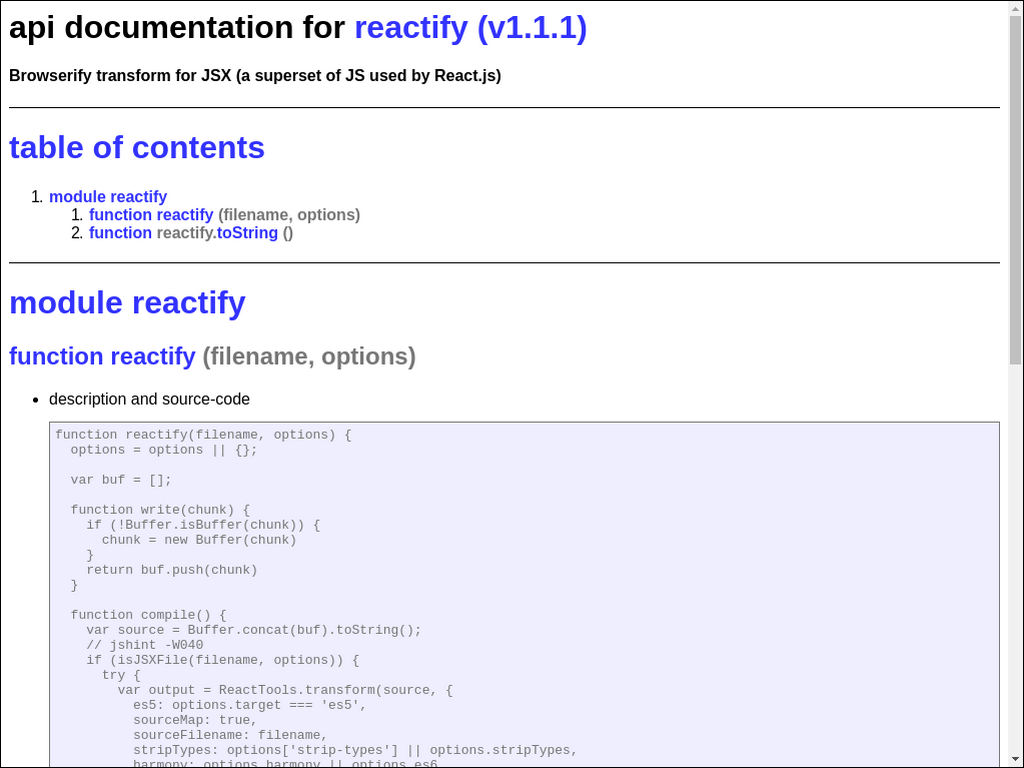 api documentation for reactify (v1.1.1)
Browserify transform for JSX (a superset of JS used by React.js)
table of contents
1. module reactify
1. function reactify (filename, options)
2. function reactify.toString ()
module reactify
function reactify (filename, options)
• description and source-code
function reactify(filename, options) {
  options = options || {};
  var buf = [];
  function write(chunk) {
    if (!Buffer.isBuffer(chunk)) {
      chunk = new Buffer(chunk)
    }
    return buf.push(chunk)
  }
  function compile() {
    var source = Buffer.concat(buf).toString();
    // jshint -W040
    if (isJSXFile(filename, options)) {
      try {
        var output = ReactTools.transform(source, {
          es5: options.target === 'es5',
          sourceMap: true,
          sourceFilename: filename,
          stripTypes: options['strip-types'] || options.stripTypes,
          harmony: options.harmony || options.es6